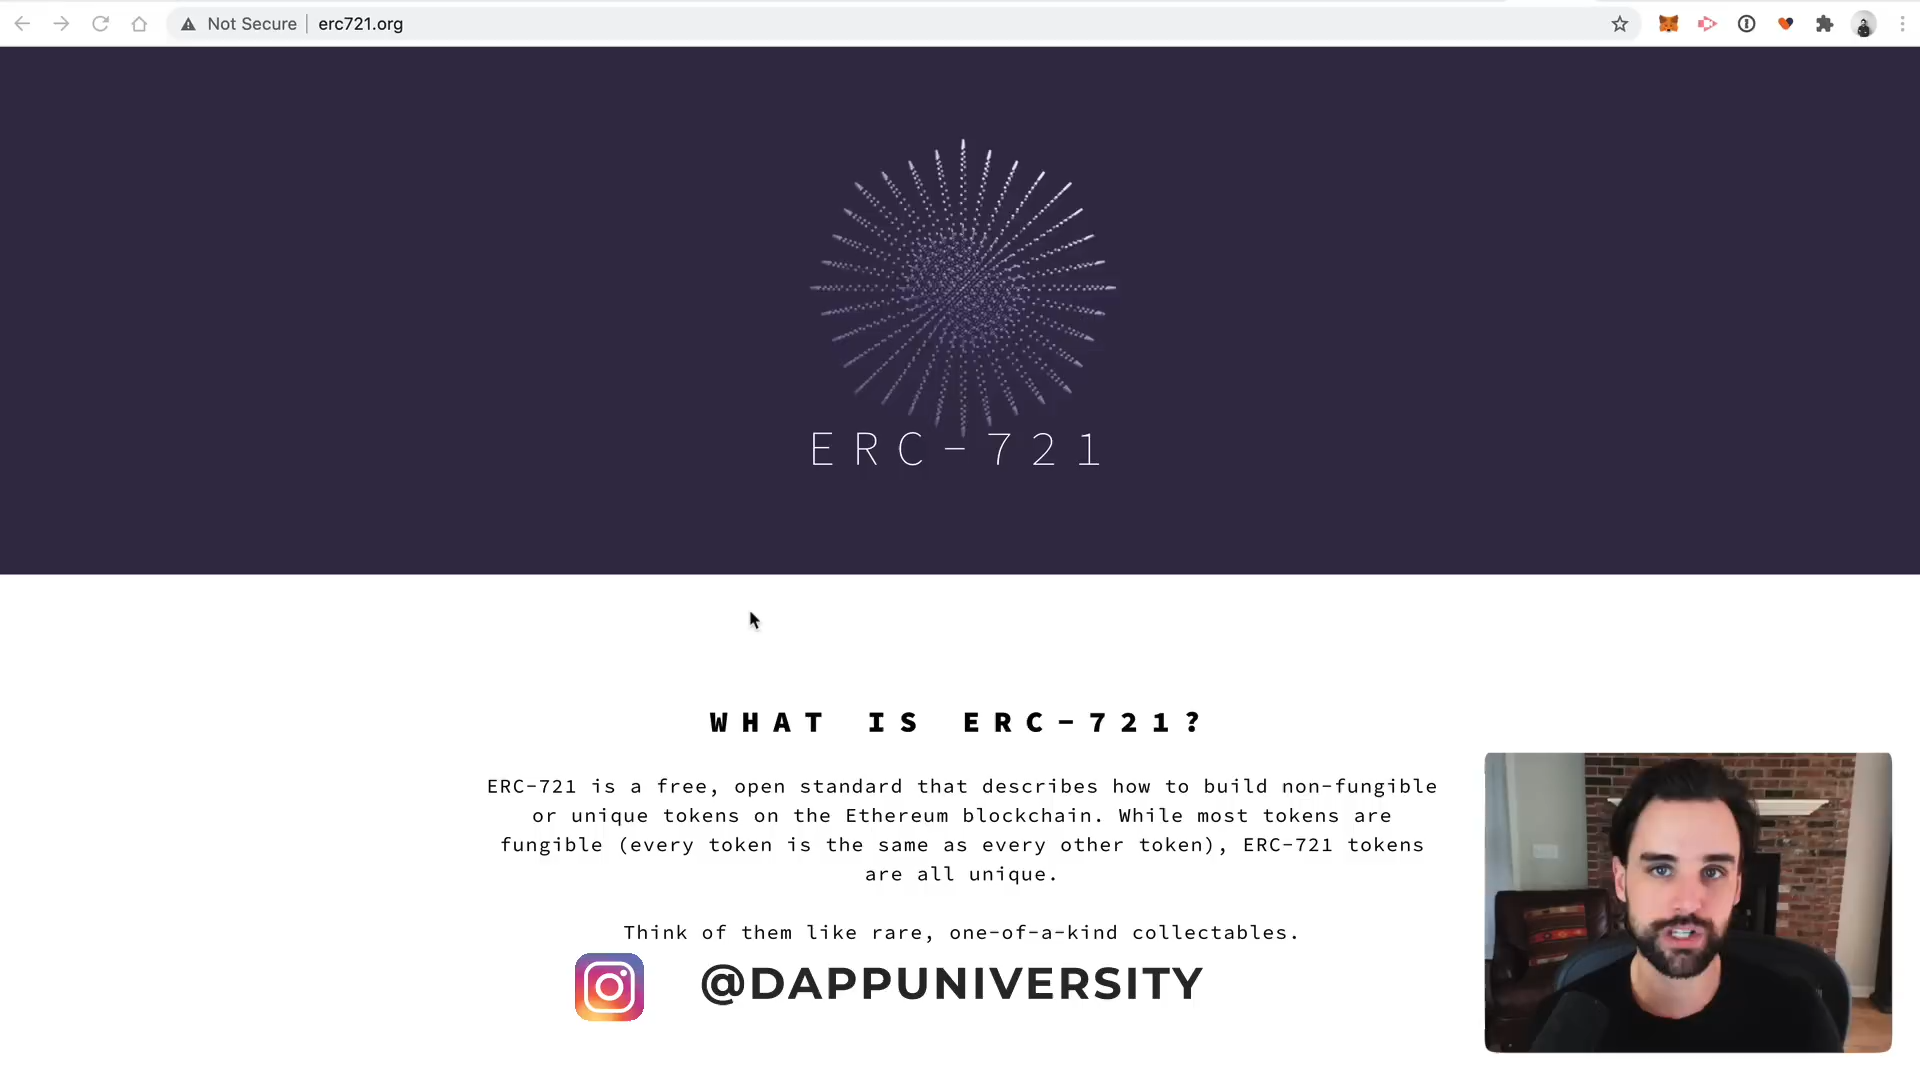 Not Secure
erc721.org
ERC-721
WHAT IS ERC-721?
ERC-721 is a free, open standard that describes how to build non-fungible
or unique tokens on the Ethereum blockchain. While most tokens are
fungible (every token is the same as every other token), ERC-721 tokens
are all unique.
Think of them like rare, one-of-a-kind collectables.
@DAPPUNIVERSITY